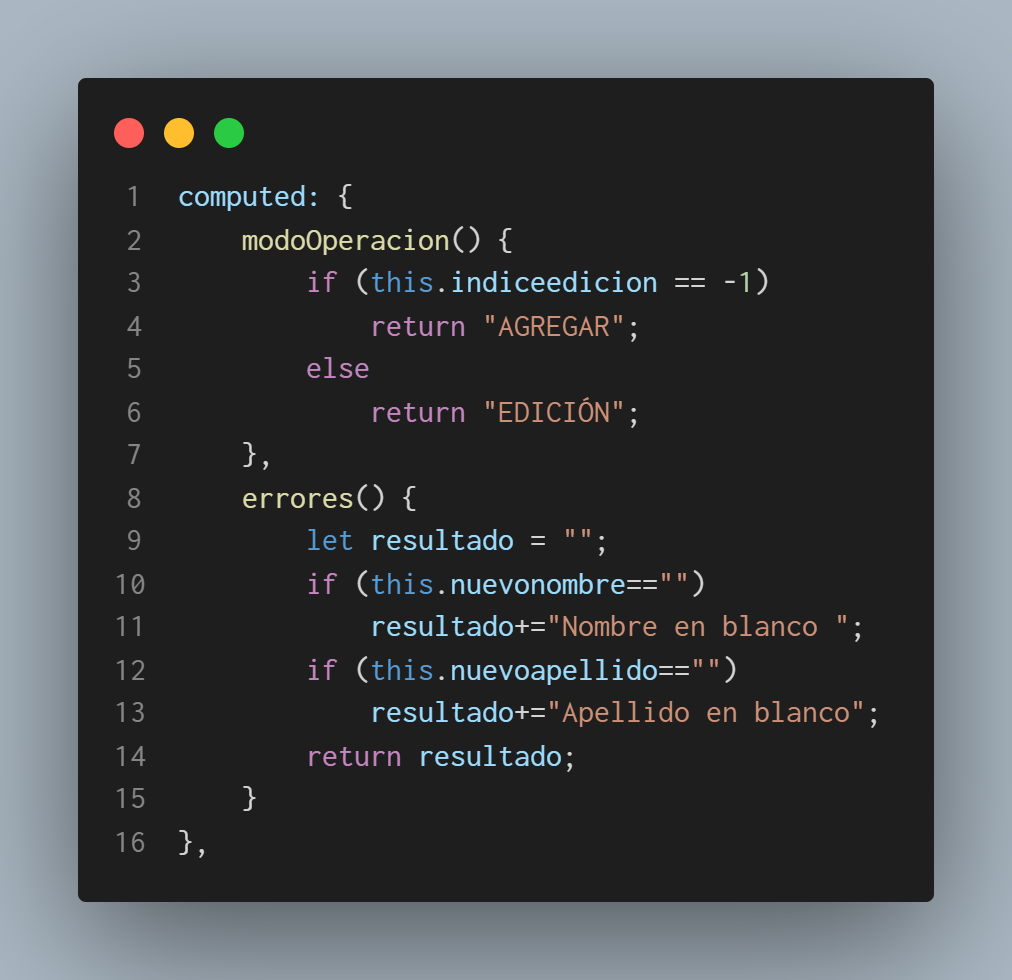 1 computed: {
2     modoOperacion() {
3         if (this.indiceedicion == -1)
4             return "AGREGAR";
5         else
6             return "EDICIÓN";
7     },
8     errores() {
9         let resultado = "";
10         if (this.nuevonombre=="")
11             resultado+="Nombre en blanco ";
12         if (this.nuevoapellido=="")
13             resultado+="Apellido en blanco";
14         return resultado;
15     }
16 },